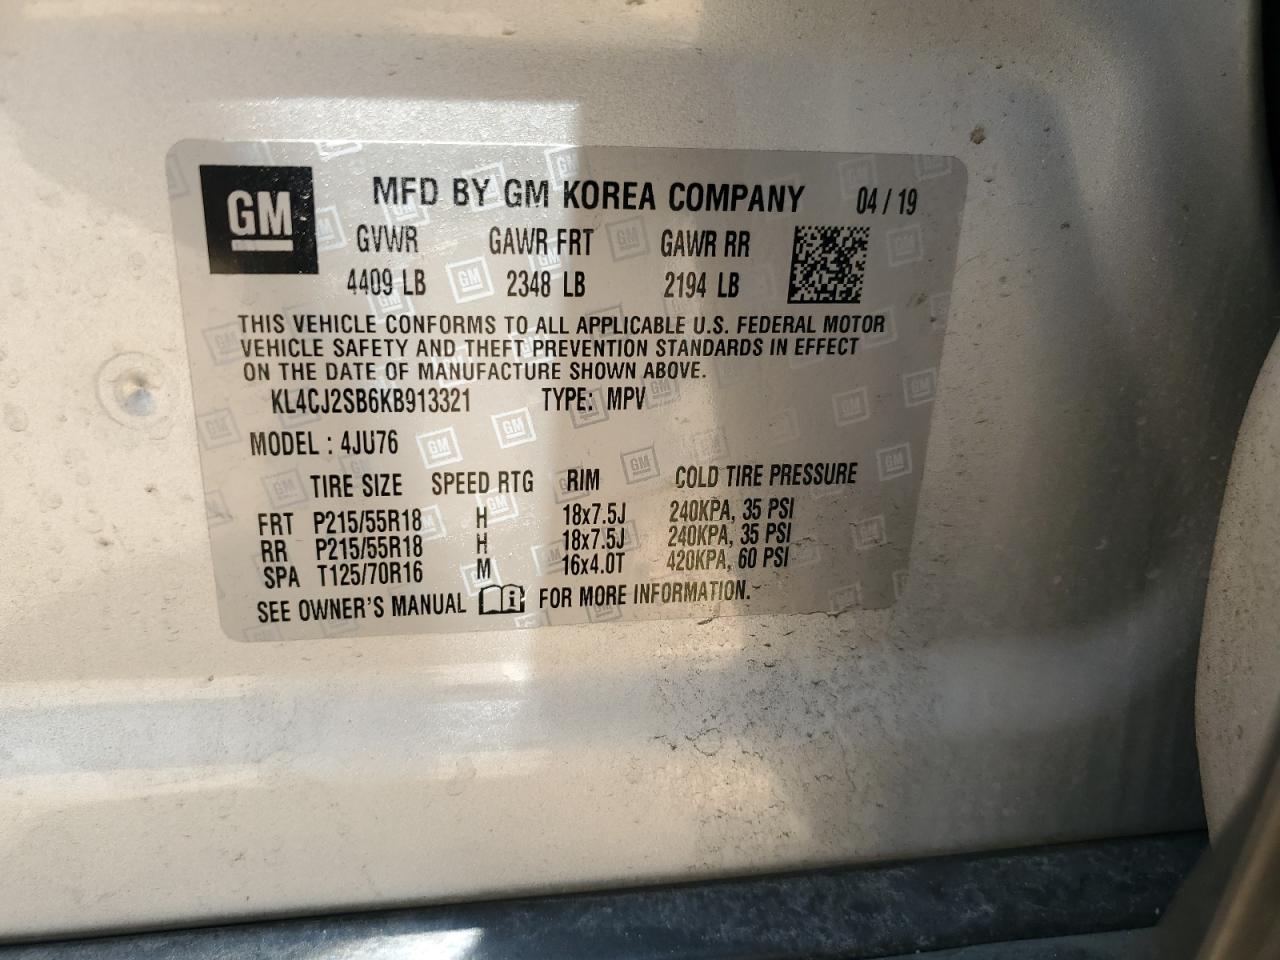 GM
MFD BY GM KOREA COMPANY 04 / 19
GVWR GAWR FRT GAWR RR
4409 LB 2348 LB 2194 LB
THIS VEHICLE CONFORMS TO ALL APPLICABLE U.S. FEDERAL MOTOR
VEHICLE SAFETY AND THEFT PREVENTION STANDARDS IN EFFECT
ON THE DATE OF MANUFACTURE SHOWN ABOVE.
KL4CJ2SB6KB913321 TYPE: MPV
MODEL : 4JU76
TIRE SIZE SPEED RTG RIM COLD TIRE PRESSURE
FRT P215/55R18 H 18x7.5J 240KPA, 35 PSI
RR P215/55R18 H 18x7.5J 240KPA, 35 PSI
SPA T125/70R16 M 16x4.0T 420KPA, 60 PSI
SEE OWNER'S MANUAL i FOR MORE INFORMATION.